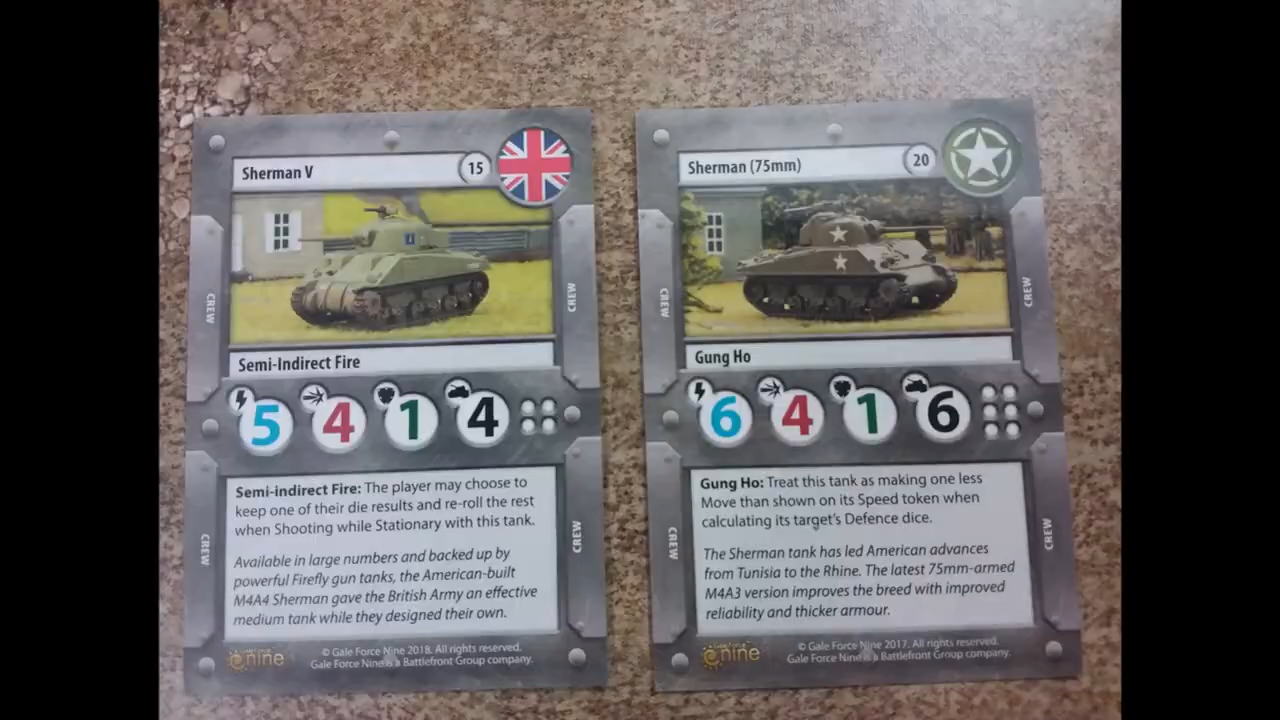 Sherman V
15
CREW
CREW
Semi-Indirect Fire
5
4
1
4
Semi-indirect Fire: The player may choose to
keep one of their die results and re-roll the rest
when Shooting while Stationary with this tank.
Available in large numbers and backed up by
powerful Firefly gun tanks, the American-built
M4A4 Sherman gave the British Army an effective
medium tank while they designed their own.
CREW
CREW
nine
© Gale Force Nine 2018. All rights reserved.
Gale Force Nine is a Battlefront Group company.
Sherman (75mm)
20
CREW
CREW
Gung Ho
6
4
1
6
Gung Ho: Treat this tank as making one less
Move than shown on its Speed token when
calculating its target's Defence dice.
The Sherman tank has led American advances
from Tunisia to the Rhine. The latest 75mm-armed
M4A3 version improves the breed with improved
reliability and thicker armour.
CREW
CREW
nine
© Gale Force Nine 2017. All rights reserved.
Gale Force Nine is a Battlefront Group company.